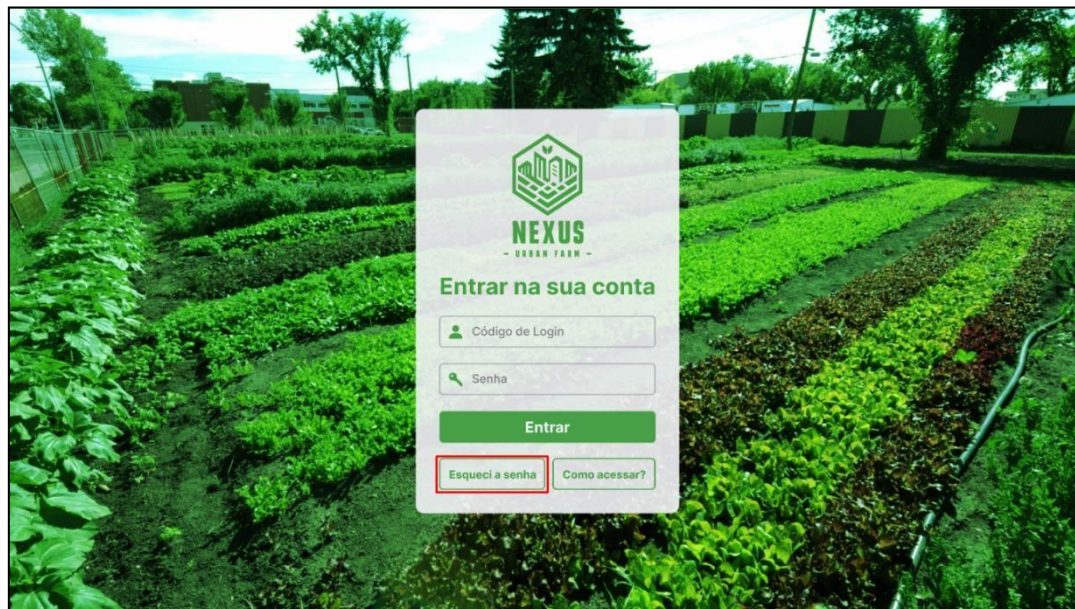 NEXUS
- URBAN FARM -
Entrar na sua conta
Código de Login
Senha
Entrar
Esqueci a senha
Como acessar?